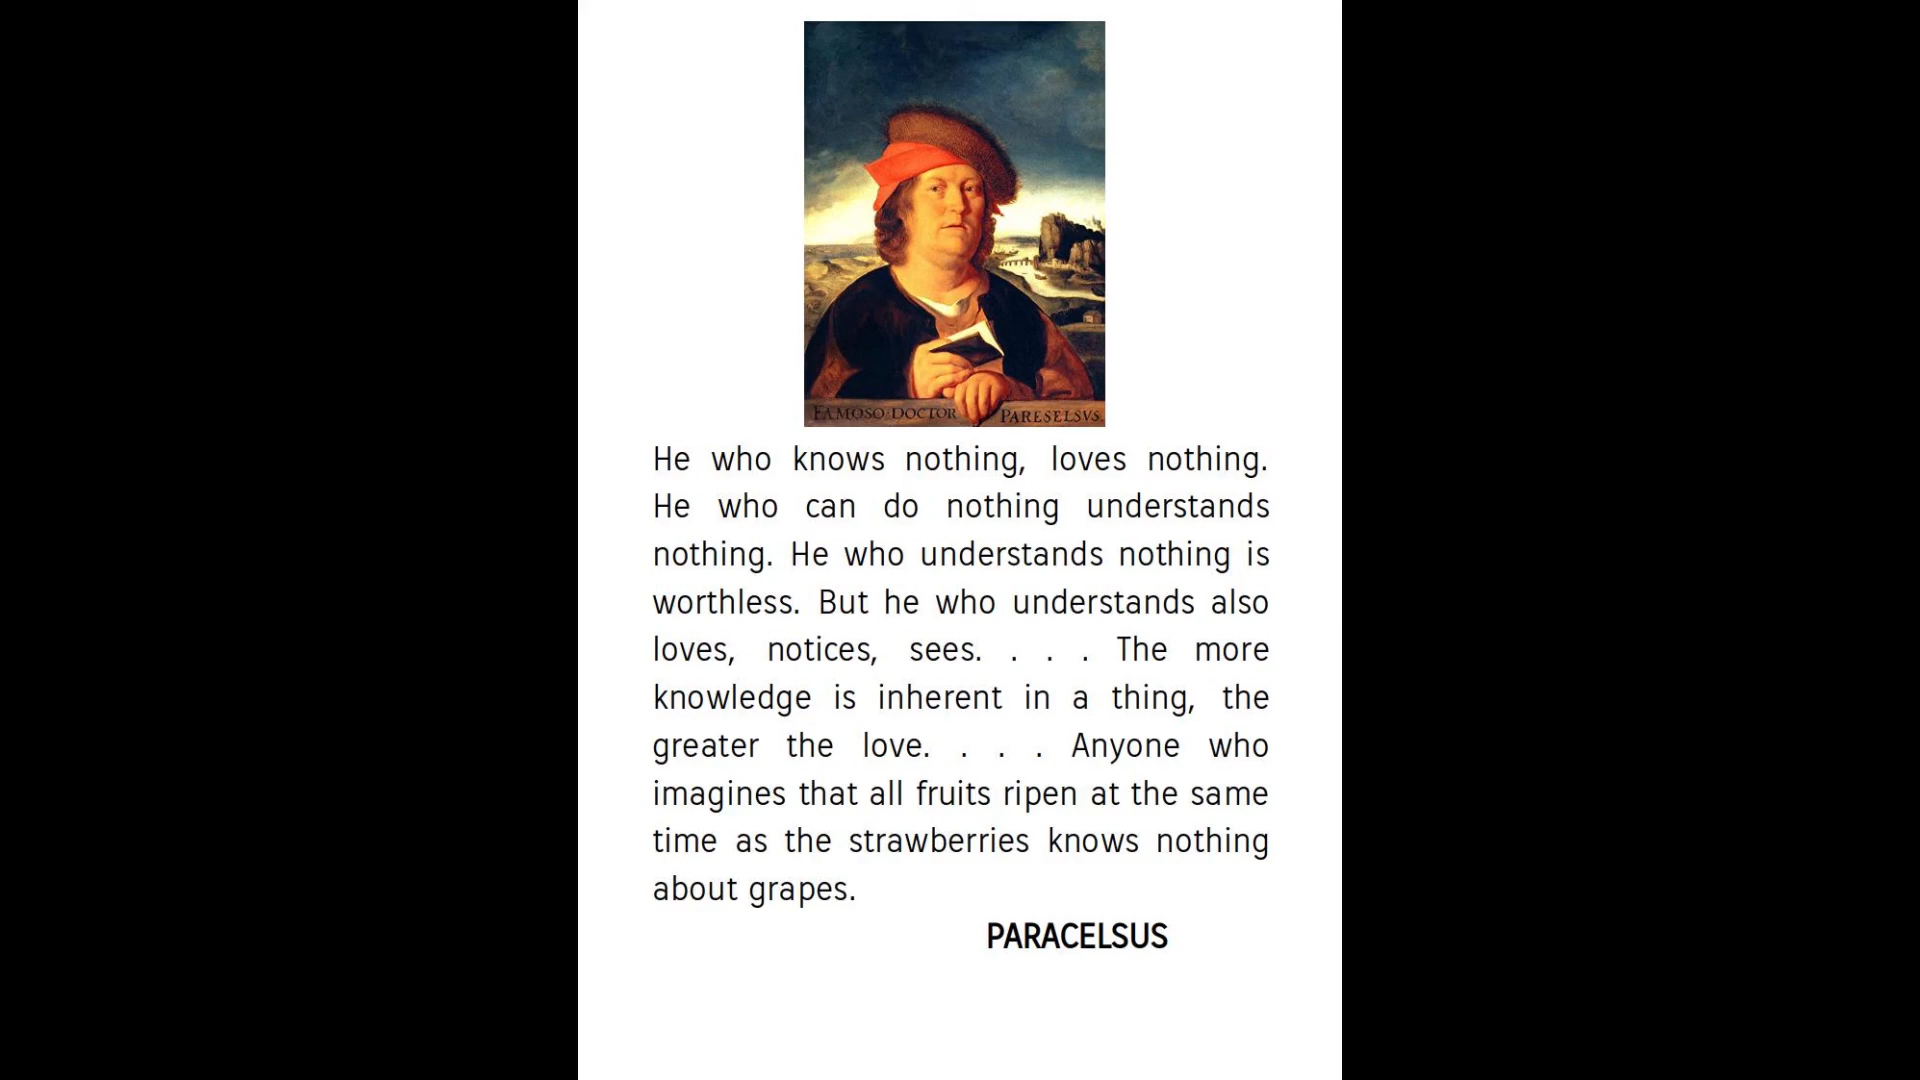 FAMOSO DOCTOR PARESELSVS.
He who knows nothing, loves nothing.
He who can do nothing understands
nothing. He who understands nothing is
worthless. But he who understands also
loves, notices, sees. . . . The more
knowledge is inherent in a thing, the
greater the love. . . . Anyone who
imagines that all fruits ripen at the same
time as the strawberries knows nothing
about grapes.
PARACELSUS